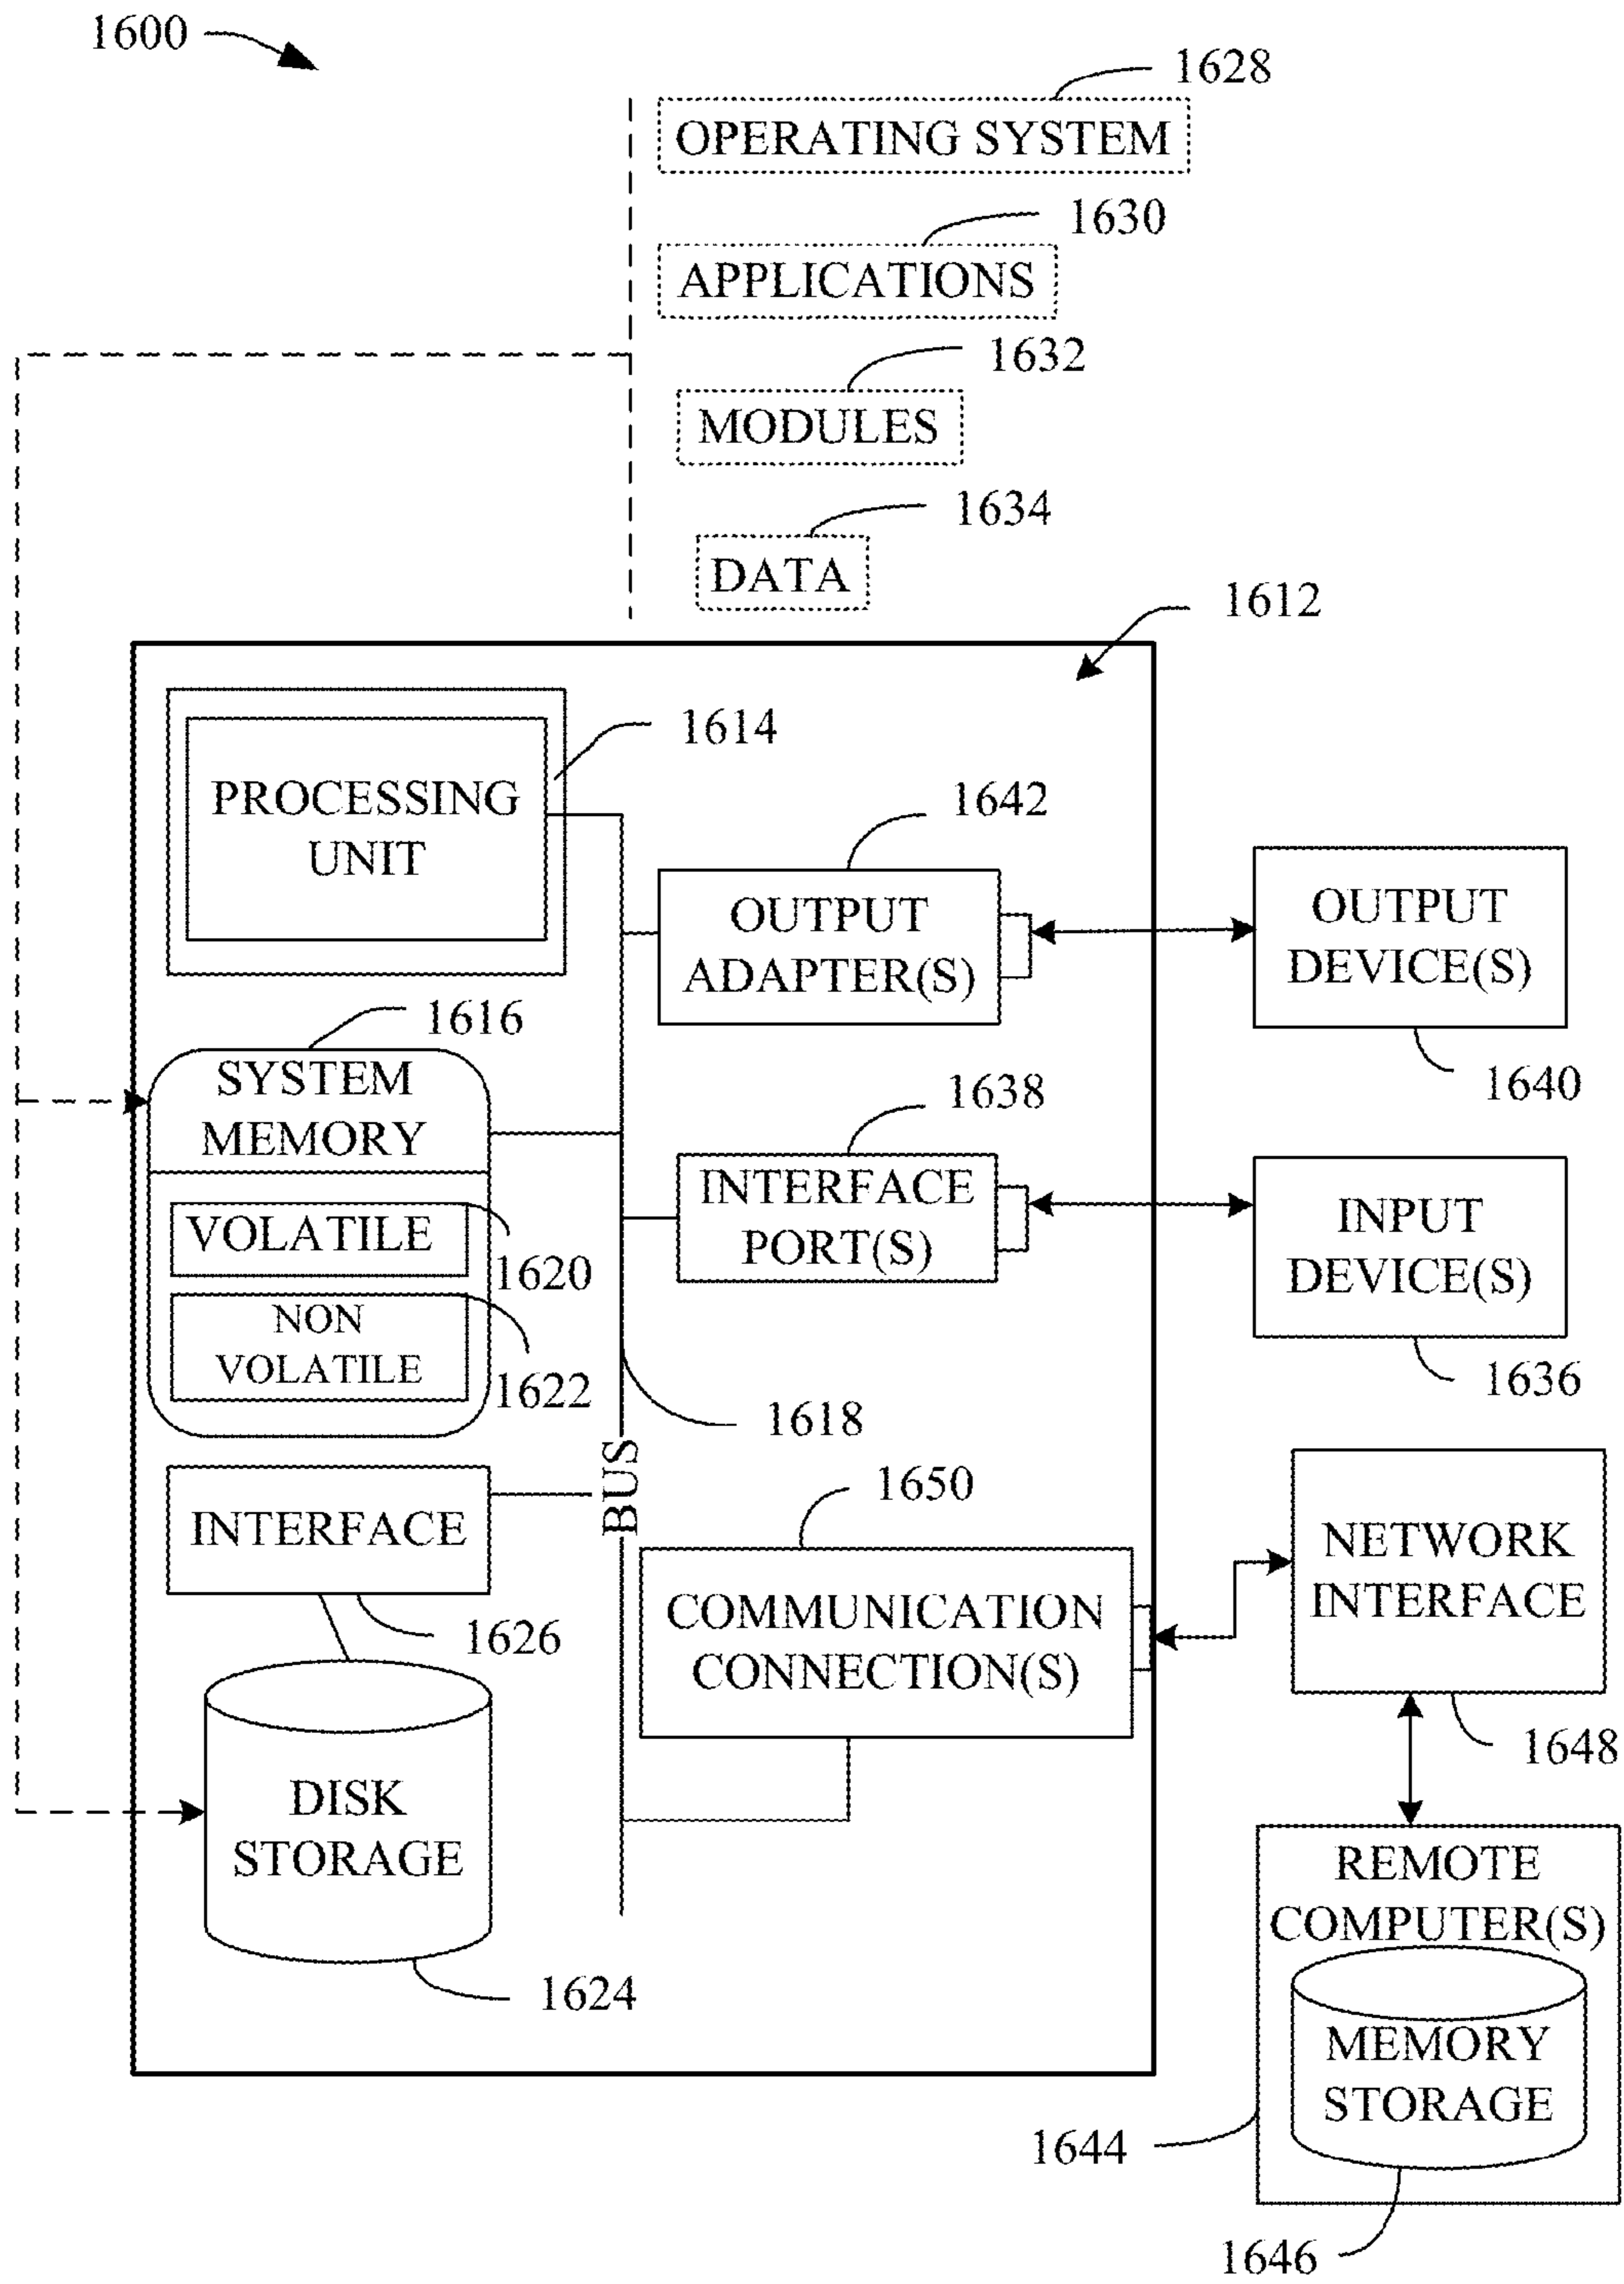 1600
1628
OPERATING SYSTEM
1630
APPLICATIONS
1632
MODULES
1634
DATA
1612
1614
PROCESSING
UNIT
1642
OUTPUT
ADAPTER(S)
OUTPUT
DEVICE(S)
1640
1616
SYSTEM
MEMORY
VOLATILE
1620
NON
VOLATILE
1622
1638
INTERFACE
PORT(S)
INPUT
DEVICE(S)
1636
1618
BUS
INTERFACE
1626
1650
COMMUNICATION
CONNECTION(S)
NETWORK
INTERFACE
1648
DISK
STORAGE
1624
REMOTE
COMPUTER(S)
MEMORY
STORAGE
1644
1646